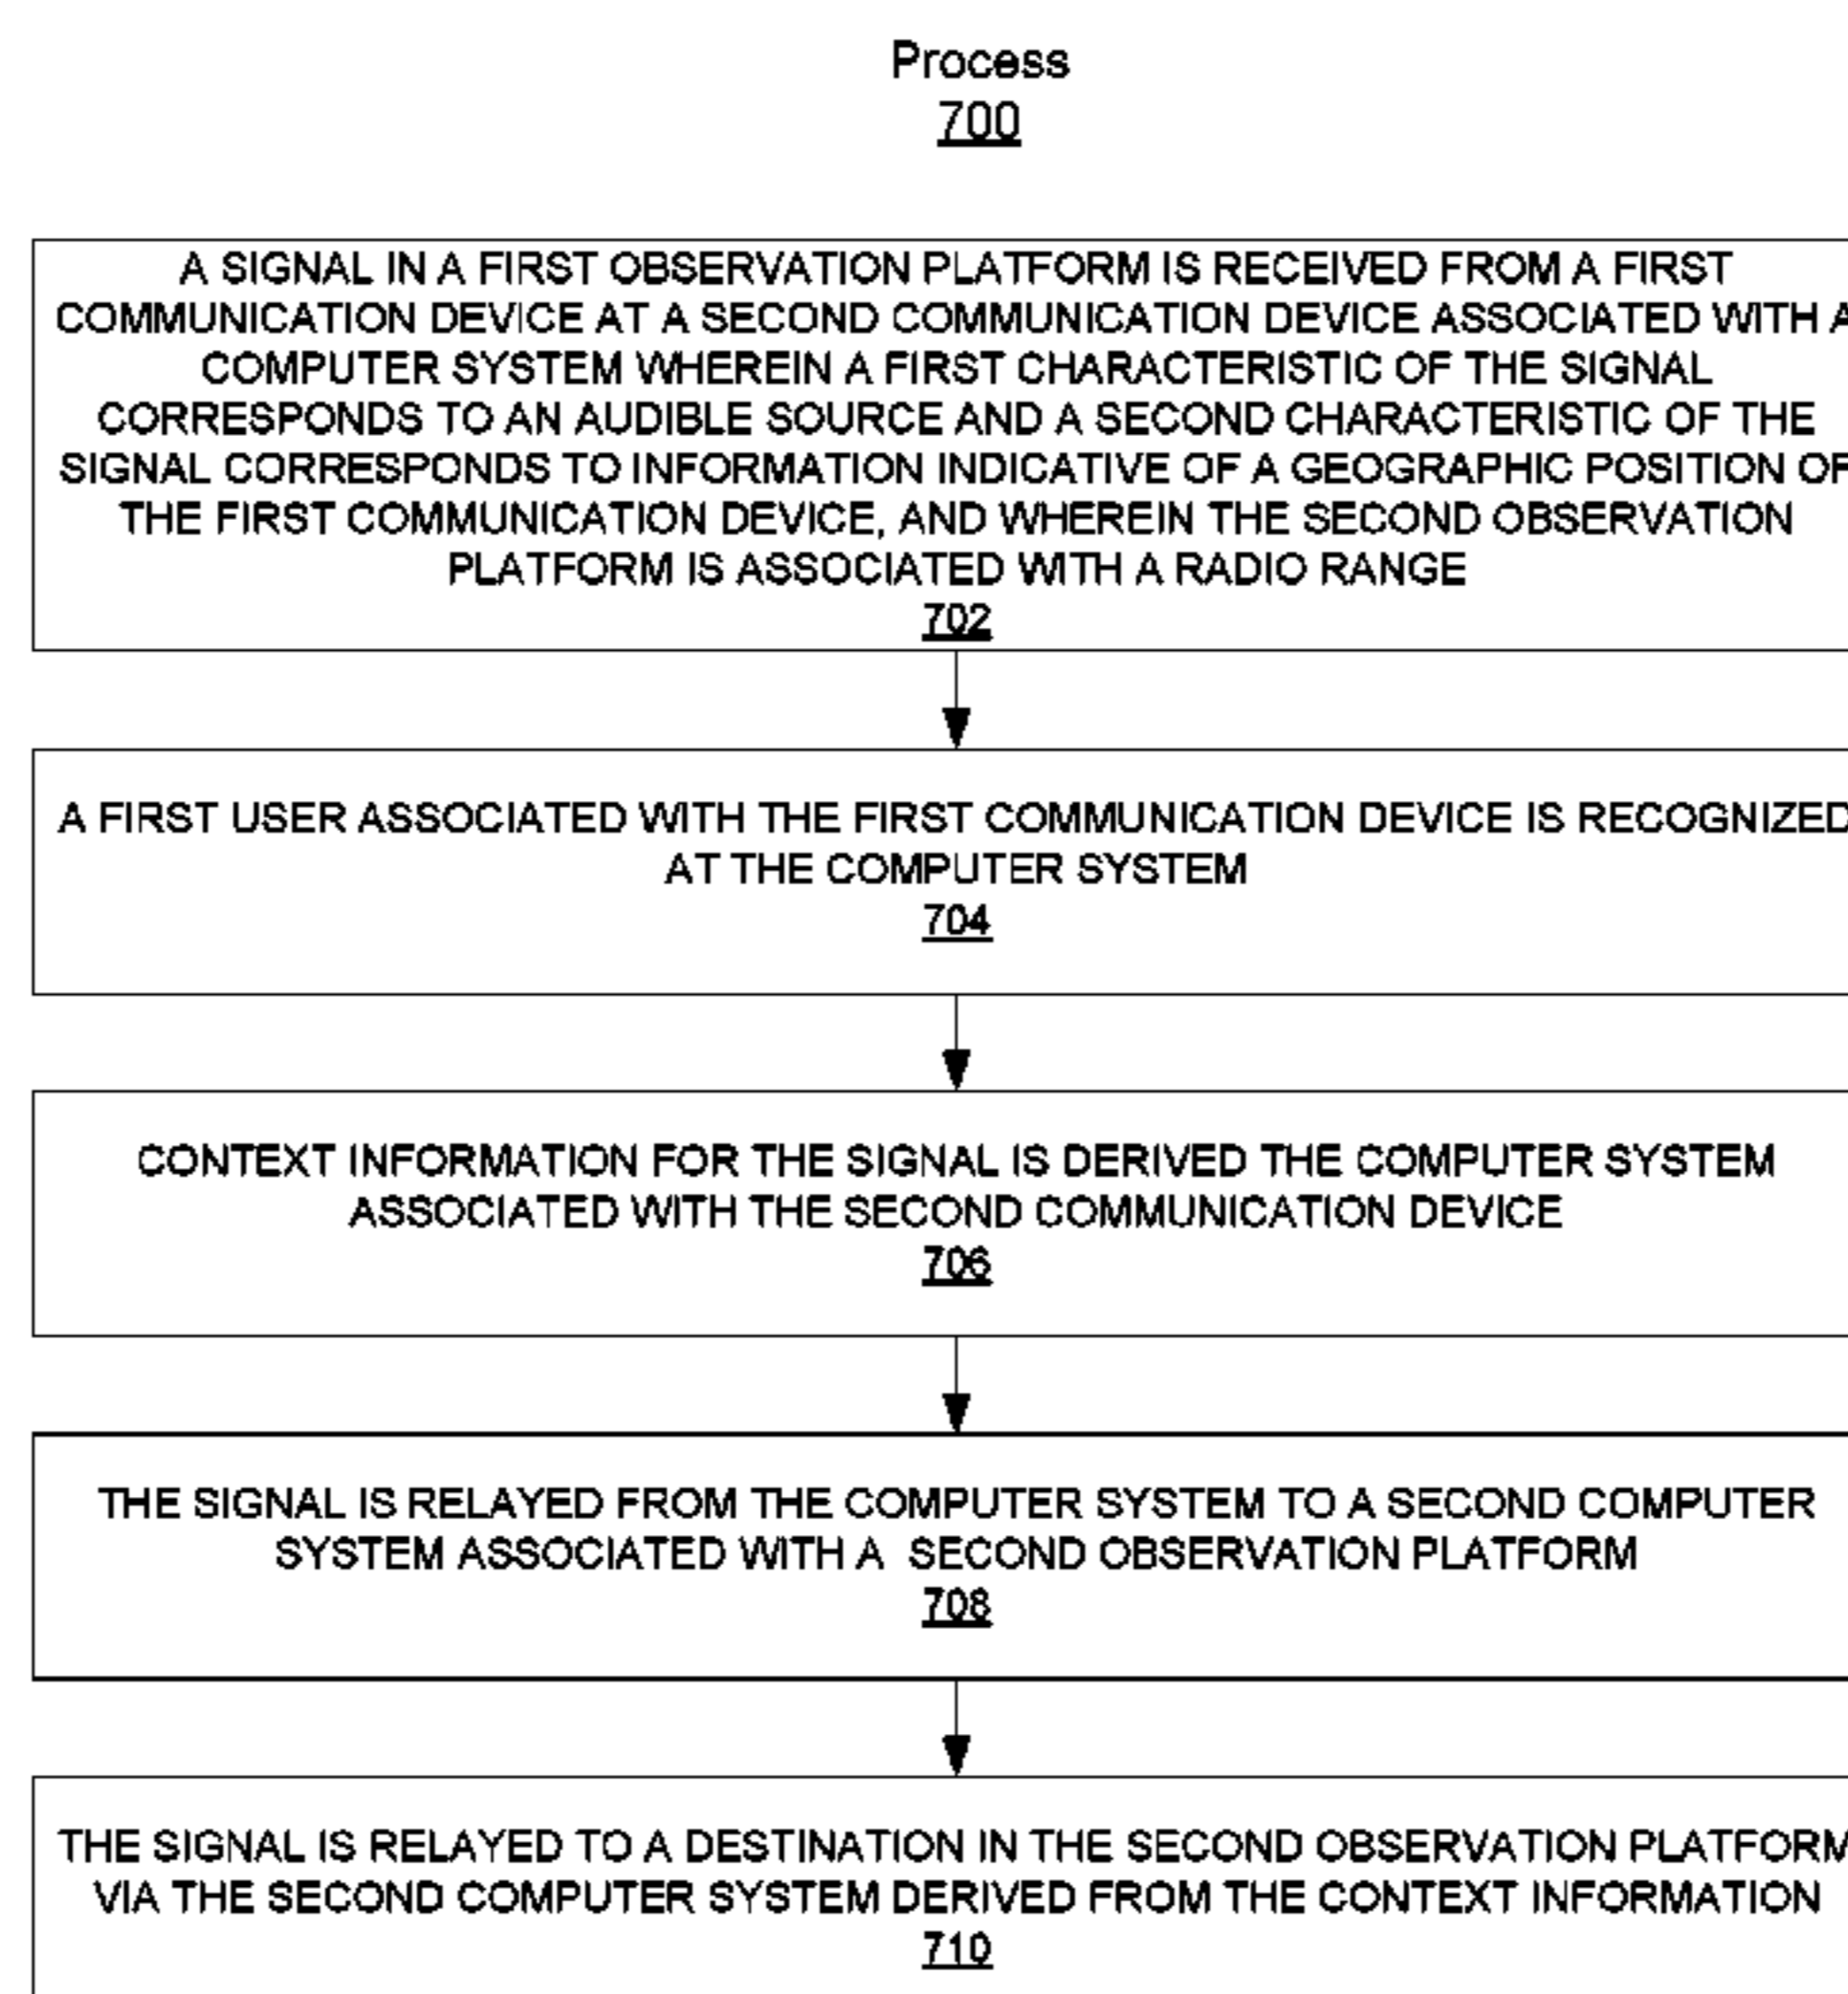 Process
700
A SIGNAL IN A FIRST OBSERVATION PLATFORM IS RECEIVED FROM A FIRST
COMMUNICATION DEVICE AT A SECOND COMMUNICATION DEVICE ASSOCIATED WITH A
COMPUTER SYSTEM WHEREIN A FIRST CHARACTERISTIC OF THE SIGNAL
CORRESPONDS TO AN AUDIBLE SOURCE AND A SECOND CHARACTERISTIC OF THE
SIGNAL CORRESPONDS TO INFORMATION INDICATIVE OF A GEOGRAPHIC POSITION OF
THE FIRST COMMUNICATION DEVICE, AND WHEREIN THE SECOND OBSERVATION
PLATFORM IS ASSOCIATED WITH A RADIO RANGE
702
A FIRST USER ASSOCIATED WITH THE FIRST COMMUNICATION DEVICE IS RECOGNIZED
AT THE COMPUTER SYSTEM
704
CONTEXT INFORMATION FOR THE SIGNAL IS DERIVED THE COMPUTER SYSTEM
ASSOCIATED WITH THE SECOND COMMUNICATION DEVICE
706
THE SIGNAL IS RELAYED FROM THE COMPUTER SYSTEM TO A SECOND COMPUTER
SYSTEM ASSOCIATED WITH A SECOND OBSERVATION PLATFORM
708
THE SIGNAL IS RELAYED TO A DESTINATION IN THE SECOND OBSERVATION PLATFORM
VIA THE SECOND COMPUTER SYSTEM DERIVED FROM THE CONTEXT INFORMATION
710